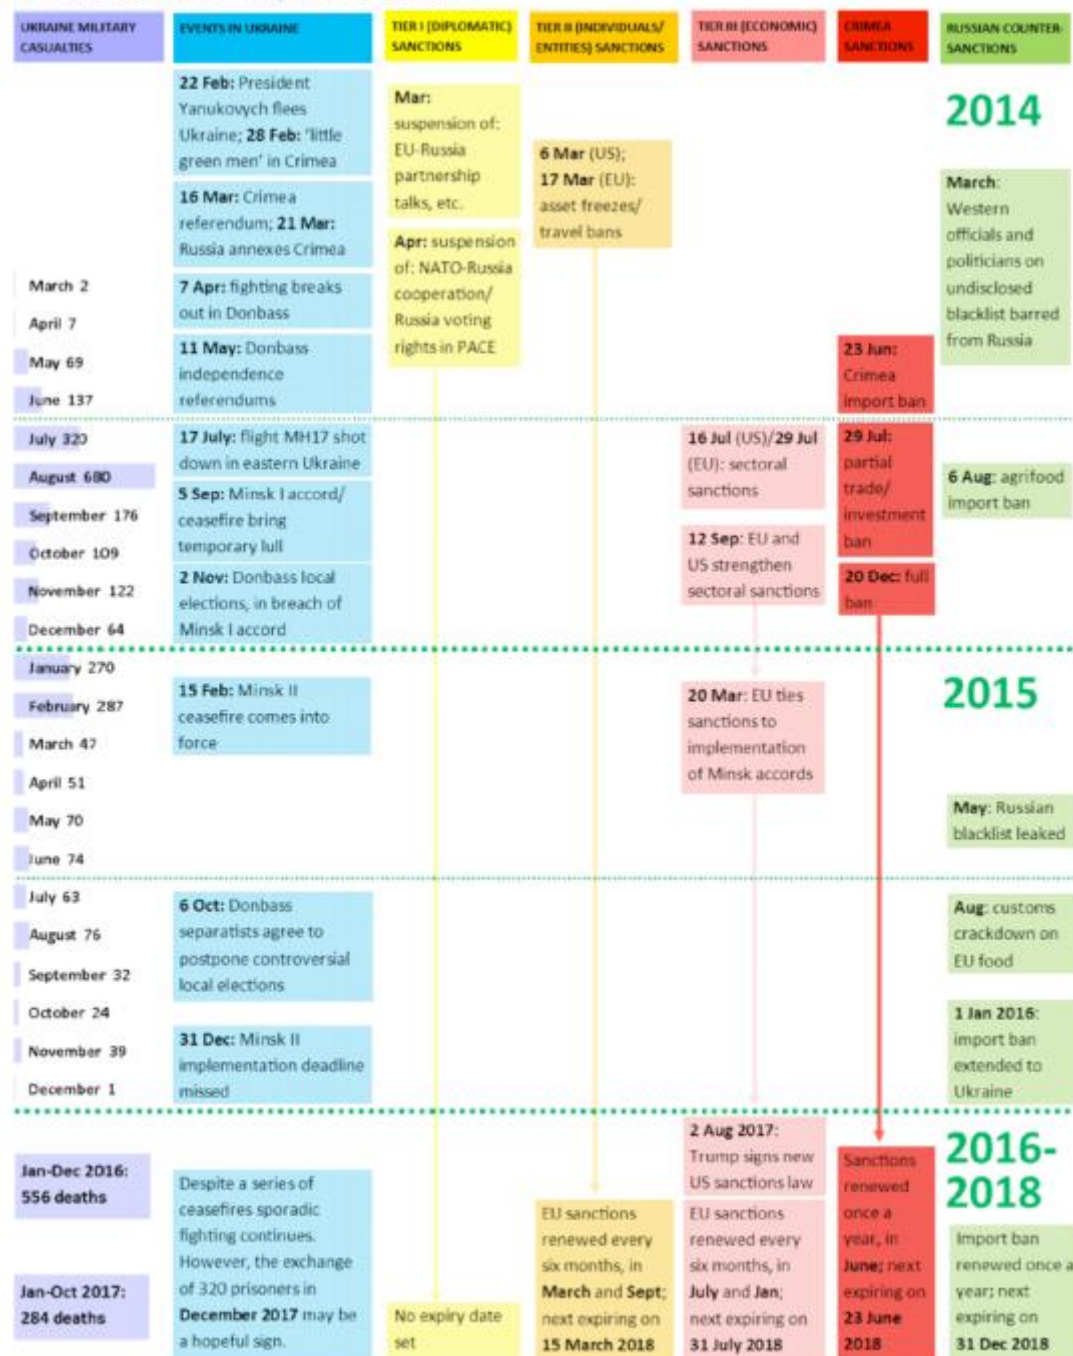 UKRAINE MILITARY
CASUALTIES
EVENTS IN UKRAINE
TIER I (DIPLOMATIC)
SANCTIONS
TIER II (INDIVIDUALS/
ENTITIES) SANCTIONS
TIER III (ECONOMIC)
SANCTIONS
CRIMEA
SANCTIONS
RUSSIAN COUNTER-
SANCTIONS
2014
22 Feb: President
Yanukovych flees
Ukraine; 28 Feb: 'little
green men' in Crimea
16 Mar: Crimea
referendum; 21 Mar:
Russia annexes Crimea
7 Apr: fighting breaks
out in Donbass
11 May: Donbass
independence
referendums
Mar:
suspension of:
EU-Russia
partnership
talks, etc.
Apr: suspension
of: NATO-Russia
cooperation/
Russia voting
rights in PACE
6 Mar (US);
17 Mar (EU):
asset freezes/
travel bans
23 Jun:
Crimea
import ban
March:
Western
officials and
politicians on
undisclosed
blacklist barred
from Russia
March 2
April 7
May 69
June 137
July 320
August 680
September 176
October 109
November 122
December 64
17 July: flight MH17 shot
down in eastern Ukraine
5 Sep: Minsk I accord/
ceasefire bring
temporary lull
2 Nov: Donbass local
elections, in breach of
Minsk I accord
16 Jul (US)/29 Jul
(EU): sectoral
sanctions
12 Sep: EU and
US strengthen
sectoral sanctions
29 Jul:
partial
trade/
investment
ban
20 Dec: full
ban
6 Aug: agrifood
import ban
2015
January 270
February 287
March 47
April 51
May 70
June 74
July 63
August 76
September 32
October 24
November 39
December 1
15 Feb: Minsk II
ceasefire comes into
force
20 Mar: EU ties
sanctions to
implementation
of Minsk accords
May: Russian
blacklist leaked
6 Oct: Donbass
separatists agree to
postpone controversial
local elections
31 Dec: Minsk II
implementation deadline
missed
Aug: customs
crackdown on
EU food
1 Jan 2016:
import ban
extended to
Ukraine
2016-
2018
Jan-Dec 2016:
556 deaths
Jan-Oct 2017:
284 deaths
Despite a series of
ceasefires sporadic
fighting continues.
However, the exchange
of 320 prisoners in
December 2017 may be
a hopeful sign.
No expiry date
set
EU sanctions
renewed every
six months, in
March and Sept;
next expiring on
15 March 2018
2 Aug 2017:
Trump signs new
US sanctions law
EU sanctions
renewed every
six months, in
July and Jan;
next expiring on
31 July 2018
Sanctions
renewed
once a
year, in
June; next
expiring on
23 June
2018
Import ban
renewed once a
year; next
expiring on
31 Dec 2018